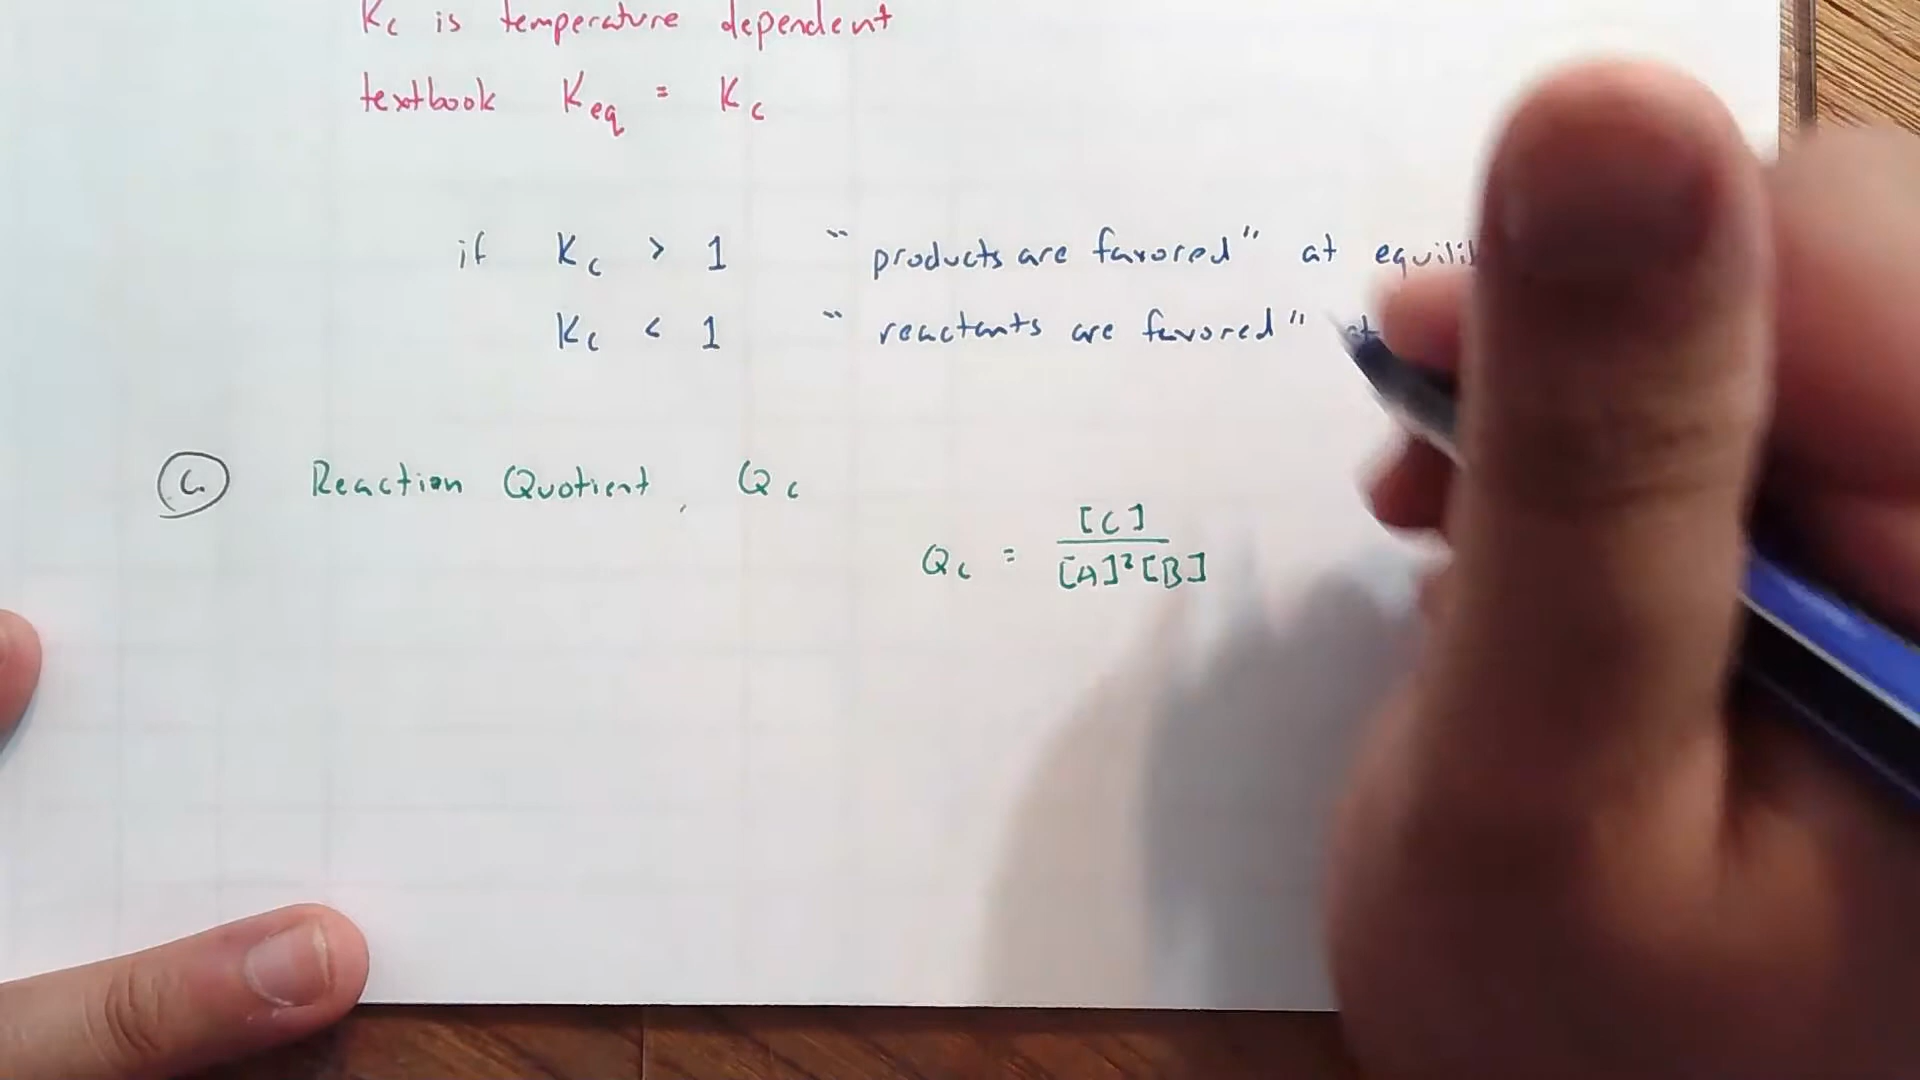 Kc is temperature dependent
textbook Keq = Kc
if Kc > 1 “products are favored” at
Kc < 1 “reactants are favored” at
C. Reaction Quotient, Qc
Qc = [C] / [A]²[B]